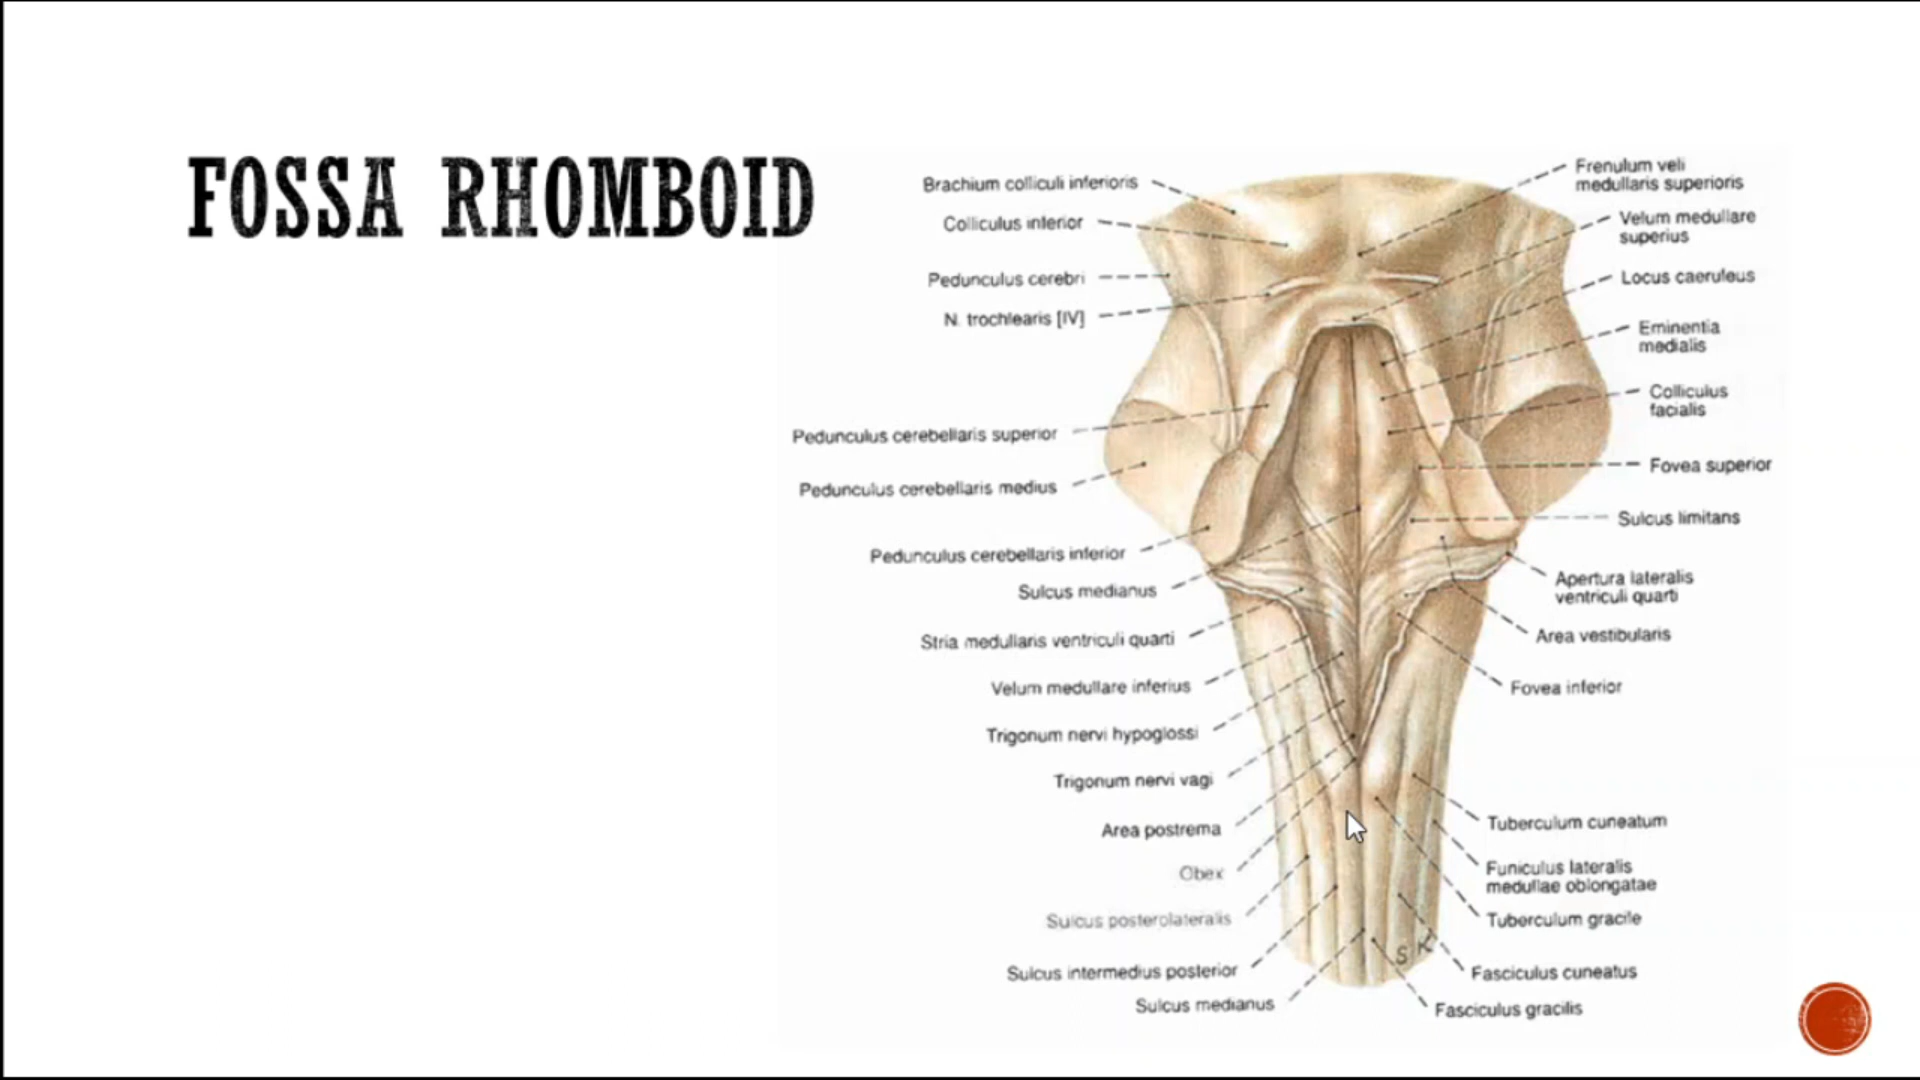 FOSSA RHOMBOID
Brachium colliculi inferioris
Colliculus inferior
Pedunculus cerebri
N. trochlearis [IV]
Pedunculus cerebellaris superior
Pedunculus cerebellaris medius
Pedunculus cerebellaris inferior
Sulcus medianus
Stria medullaris ventriculi quarti
Velum medullare inferius
Trigonum nervi hypoglossi
Trigonum nervi vagi
Area postrema
Obex
Sulcus posterolateralis
Sulcus intermedius posterior
Sulcus medianus
Frenulum veli
medullaris superioris
Velum medullare
superius
Locus caeruleus
Eminentia
medialis
Colliculus
facialis
Fovea superior
Sulcus limitans
Apertura lateralis
ventriculi quarti
Area vestibularis
Fovea inferior
Tuberculum cuneatum
Funiculus lateralis
medullae oblongatae
Tuberculum gracile
Fasciculus cuneatus
Fasciculus gracilis
S K